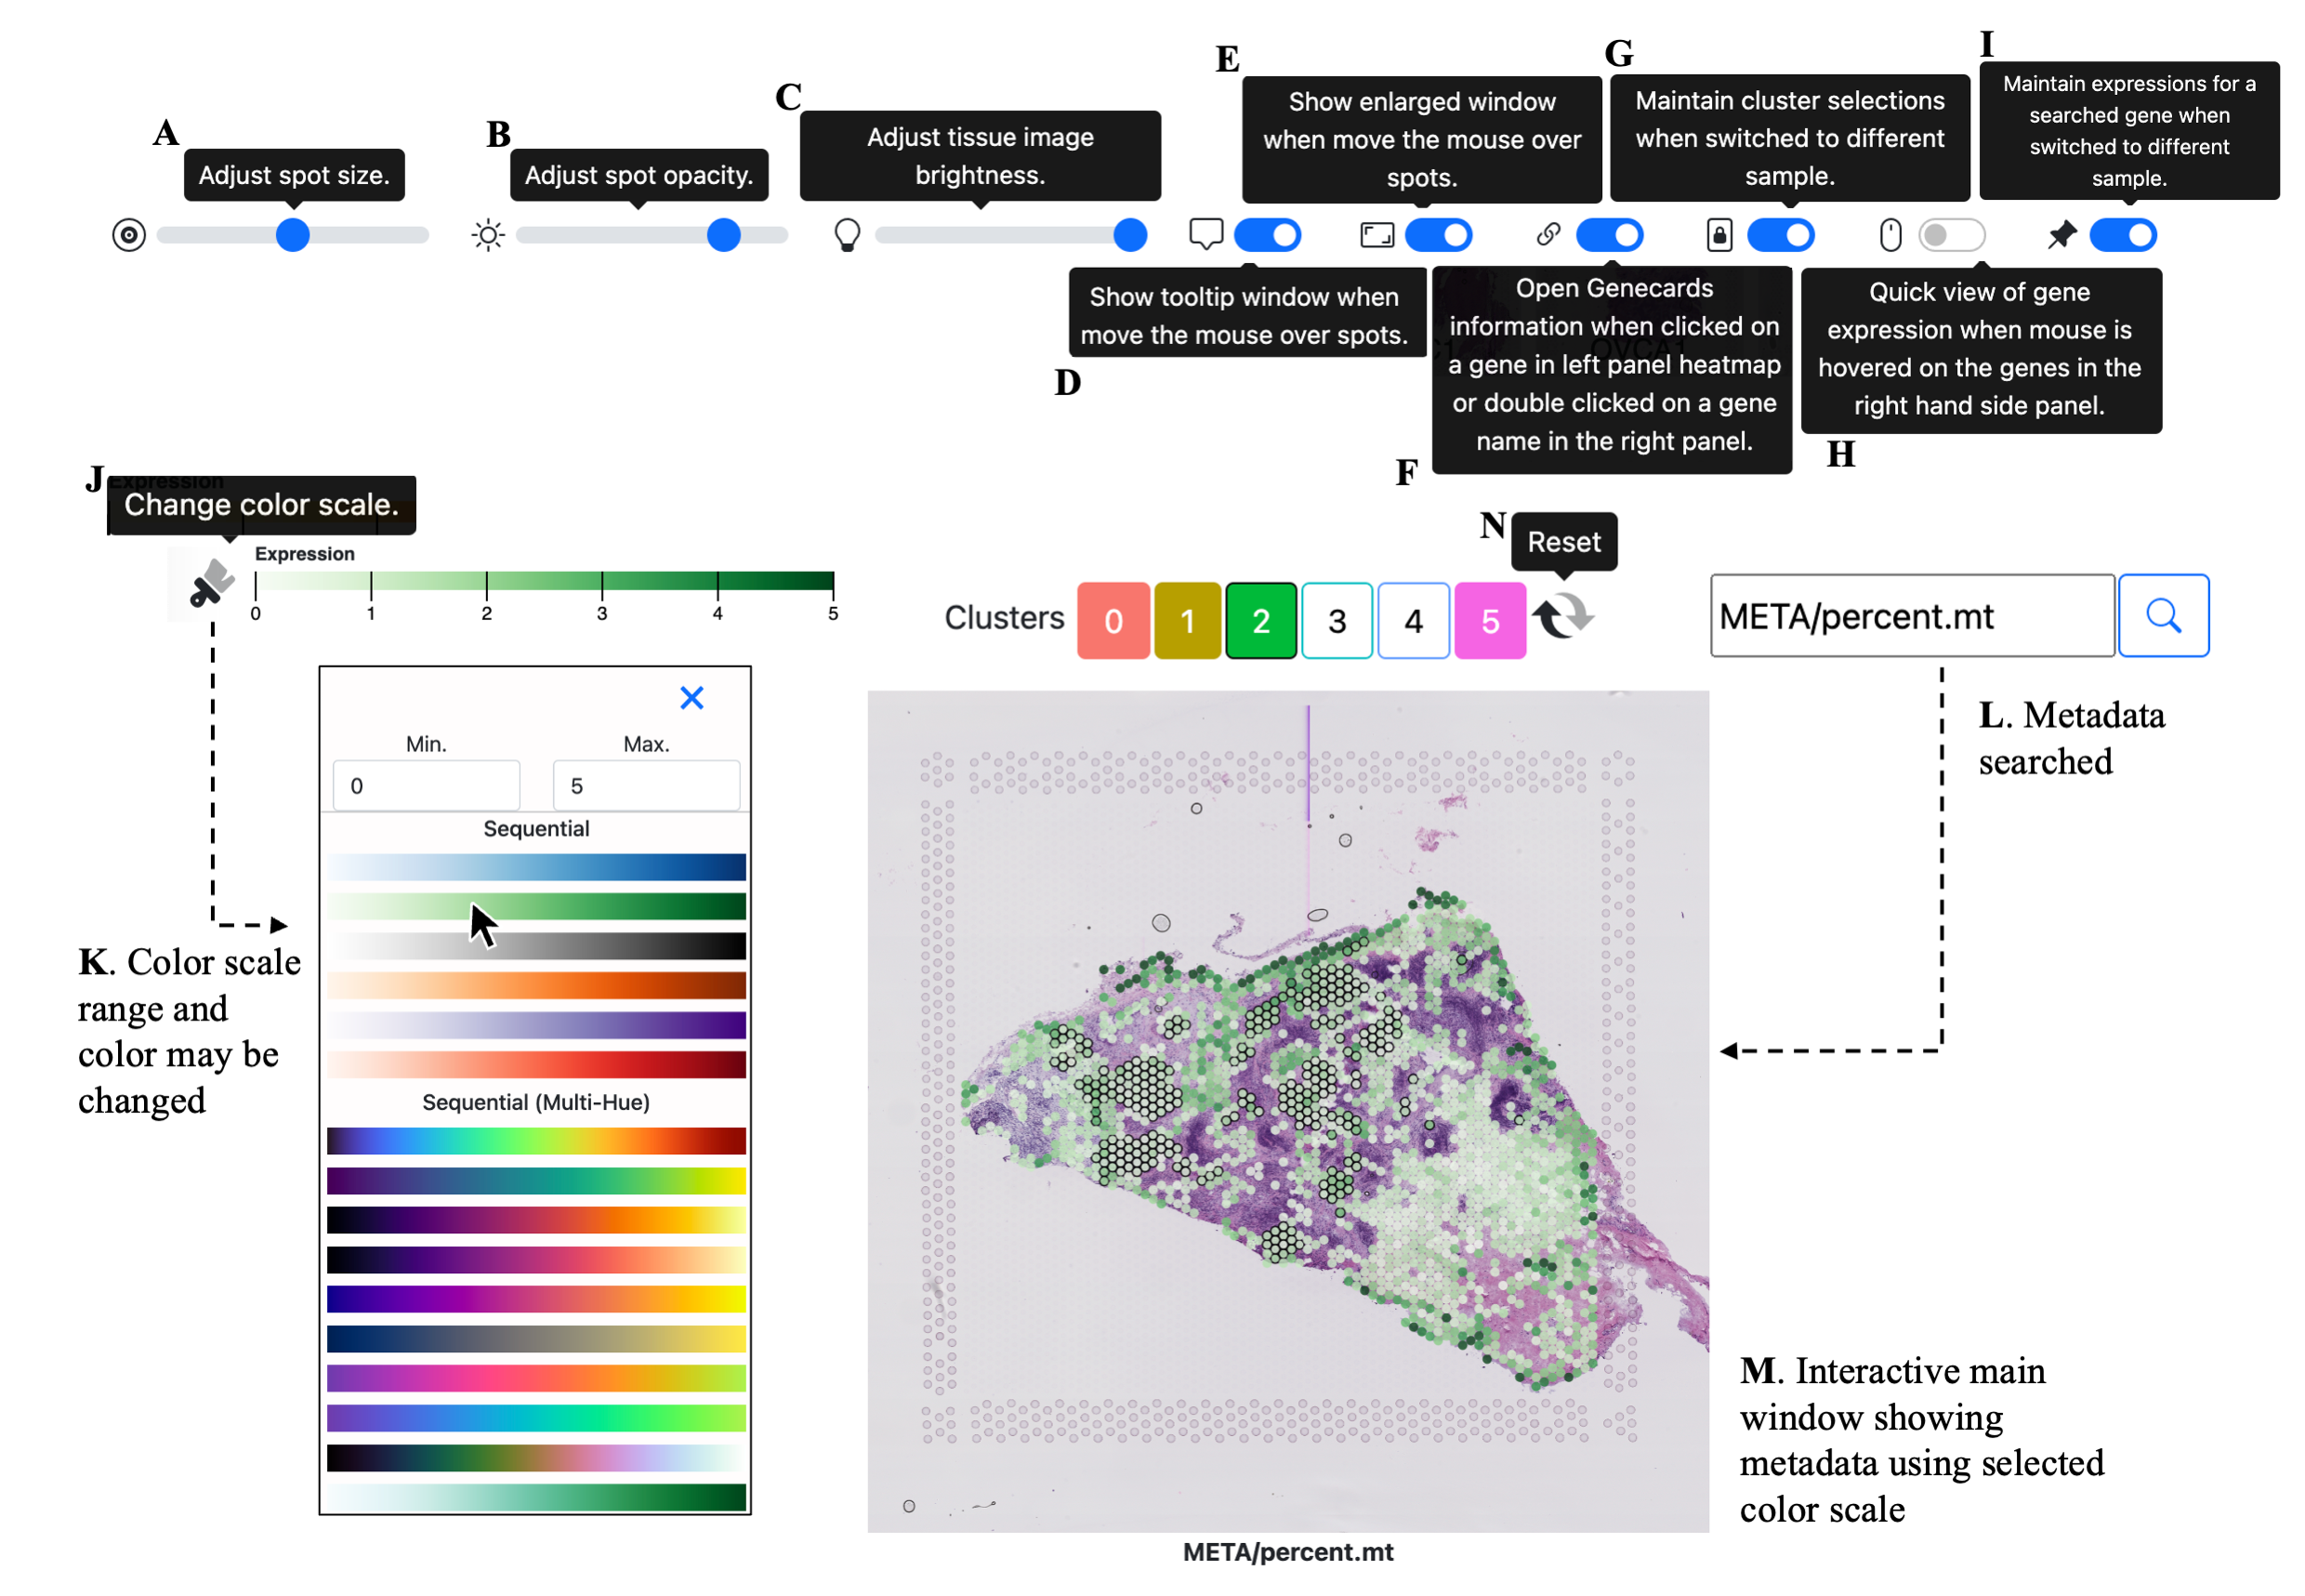 A
Adjust spot size.
B
Adjust spot opacity.
C
Adjust tissue image
brightness.
E
Show enlarged window
when move the mouse over
spots.
G
Maintain cluster selections
when switched to different
sample.
I
Maintain expressions for a
searched gene when
switched to different
sample.
Show tooltip window when
move the mouse over spots.
D
Open Genecards
information when clicked on
a gene in left panel heatmap
or double clicked on a gene
name in the right panel.
OVCA1
F
Quick view of gene
expression when mouse is
hovered on the genes in the
right hand side panel.
H
J
Expression
Change color scale.
Expression
0 1 2 3 4 5
N
Reset
Clusters 0 1 2 3 4 5
META/percent.mt
L. Metadata
searched
Min. Max.
0 5
Sequential
Sequential (Multi-Hue)
K. Color scale
range and
color may be
changed
M. Interactive main
window showing
metadata using selected
color scale
META/percent.mt